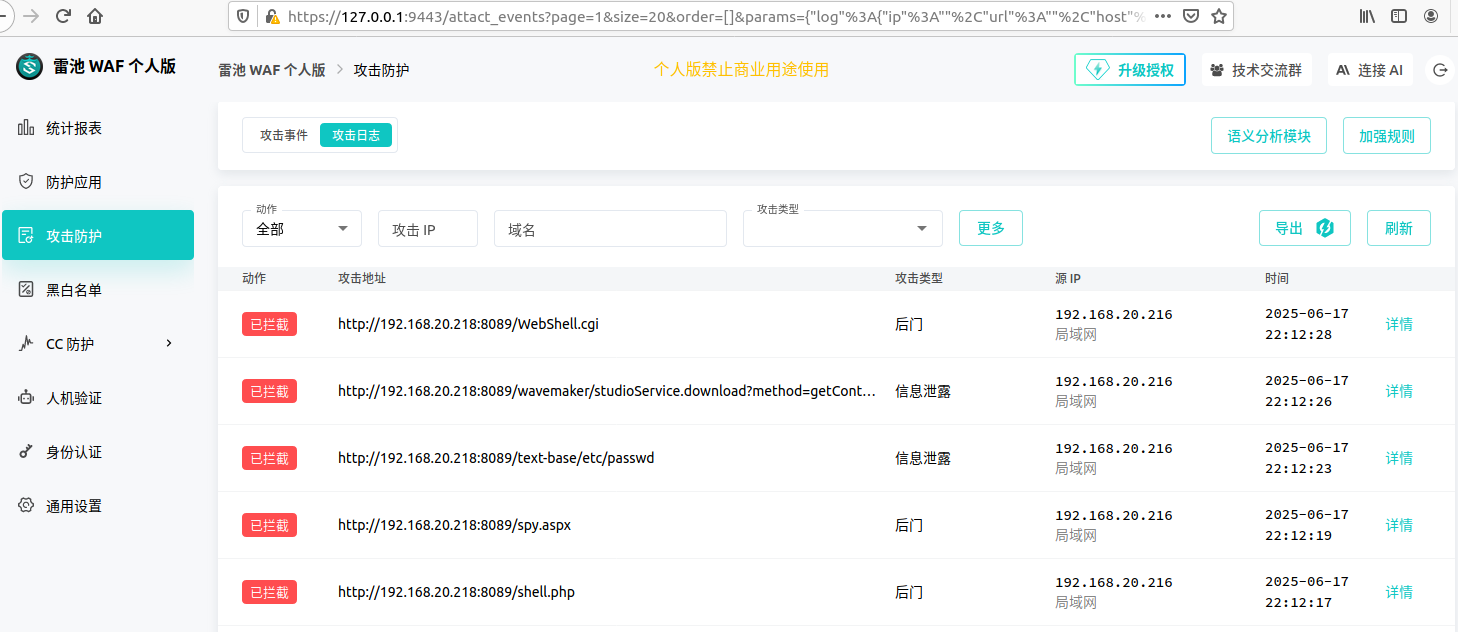 https://127.0.0.1:9443/attact_events?page=1&size=20&order=[]&params={"log"%3A{"ip"%3A""%2C"url"%3A""%2C"host"%
雷池 WAF 个人版
雷池 WAF 个人版 > 攻击防护
个人版禁止商业用途使用
升级授权
技术交流群
连接 AI
统计报表
防护应用
攻击防护
黑白名单
CC 防护
人机验证
身份认证
通用设置
攻击事件 攻击日志
语义分析模块 加强规则
动作
全部
攻击 IP
域名
攻击类型
更多
导出
刷新
动作 攻击地址 攻击类型 源 IP 时间
已拦截 http://192.168.20.218:8089/WebShell.cgi 后门 192.168.20.216 2025-06-17 详情
局域网 22:12:28
已拦截 http://192.168.20.218:8089/wavemaker/studioService.download?method=getCont... 信息泄露 192.168.20.216 2025-06-17 详情
局域网 22:12:26
已拦截 http://192.168.20.218:8089/text-base/etc/passwd 信息泄露 192.168.20.216 2025-06-17 详情
局域网 22:12:23
已拦截 http://192.168.20.218:8089/spy.aspx 后门 192.168.20.216 2025-06-17 详情
局域网 22:12:19
已拦截 http://192.168.20.218:8089/shell.php 后门 192.168.20.216 2025-06-17 详情
局域网 22:12:17